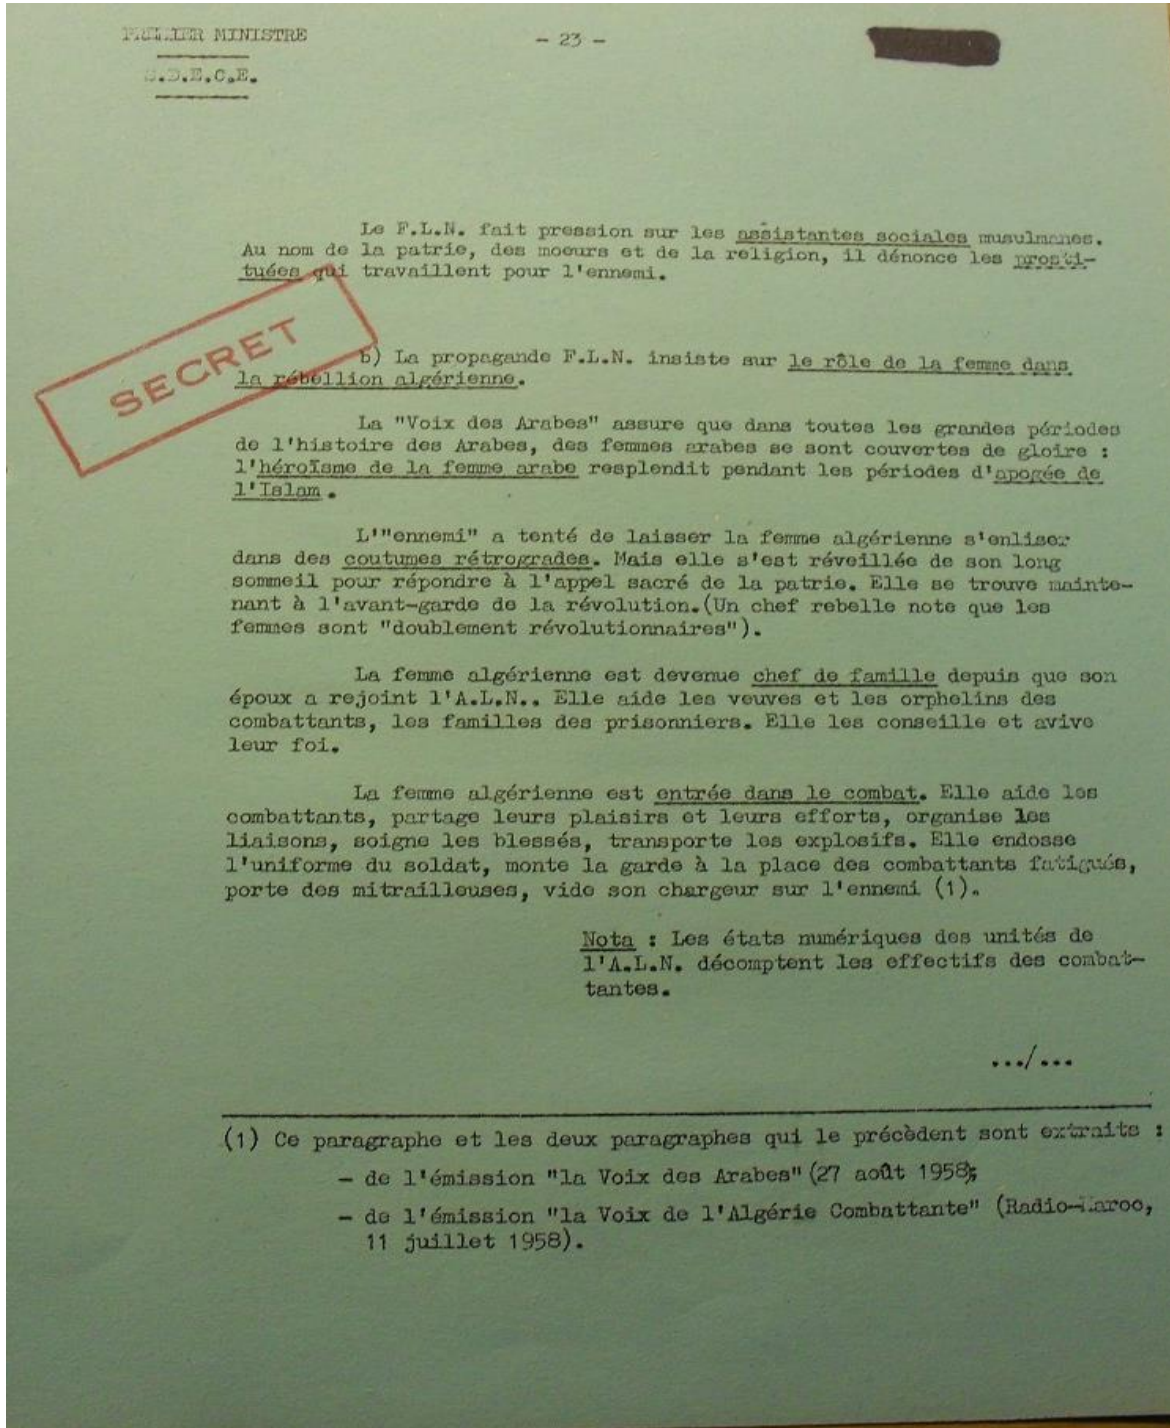 PREMIER MINISTRE
- 23 -
S.D.E.C.E.
Le F.L.N. fait pression sur les assistantes sociales musulmanes.
Au nom de la patrie, des moeurs et de la religion, il dénonce les prosti-
tuées qui travaillent pour l'ennemi.
SECRET
b) La propagande F.L.N. insiste sur le rôle de la femme dans
la rébellion algérienne.
La "Voix des Arabes" assure que dans toutes les grandes périodes
de l'histoire des Arabes, des femmes arabes se sont couvertes de gloire :
l'héroïsme de la femme arabe resplendit pendant les périodes d'apogée de
l'Islam.
L'"ennemi" a tenté de laisser la femme algérienne s'enliser
dans des coutumes rétrogrades. Mais elle s'est réveillée de son long
sommeil pour répondre à l'appel sacré de la patrie. Elle se trouve mainte-
nant à l'avant-garde de la révolution.(Un chef rebelle note que les
femmes sont "doublement révolutionnaires").
La femme algérienne est devenue chef de famille depuis que son
époux a rejoint l'A.L.N.. Elle aide les veuves et les orphelins des
combattants, les familles des prisonniers. Elle les conseille et avive
leur foi.
La femme algérienne est entrée dans le combat. Elle aide les
combattants, partage leurs plaisirs et leurs efforts, organise les
liaisons, soigne les blessés, transporte les explosifs. Elle endosse
l'uniforme du soldat, monte la garde à la place des combattants fatigués,
porte des mitrailleuses, vide son chargeur sur l'ennemi (1).
Nota : Les états numériques des unités de
l'A.L.N. décomptent les effectifs des combat-
tantes.
.../...
(1) Ce paragraphe et les deux paragraphes qui le précèdent sont extraits :
- de l'émission "la Voix des Arabes" (27 août 1958);
- de l'émission "la Voix de l'Algérie Combattante" (Radio-Maroc,
11 juillet 1958).